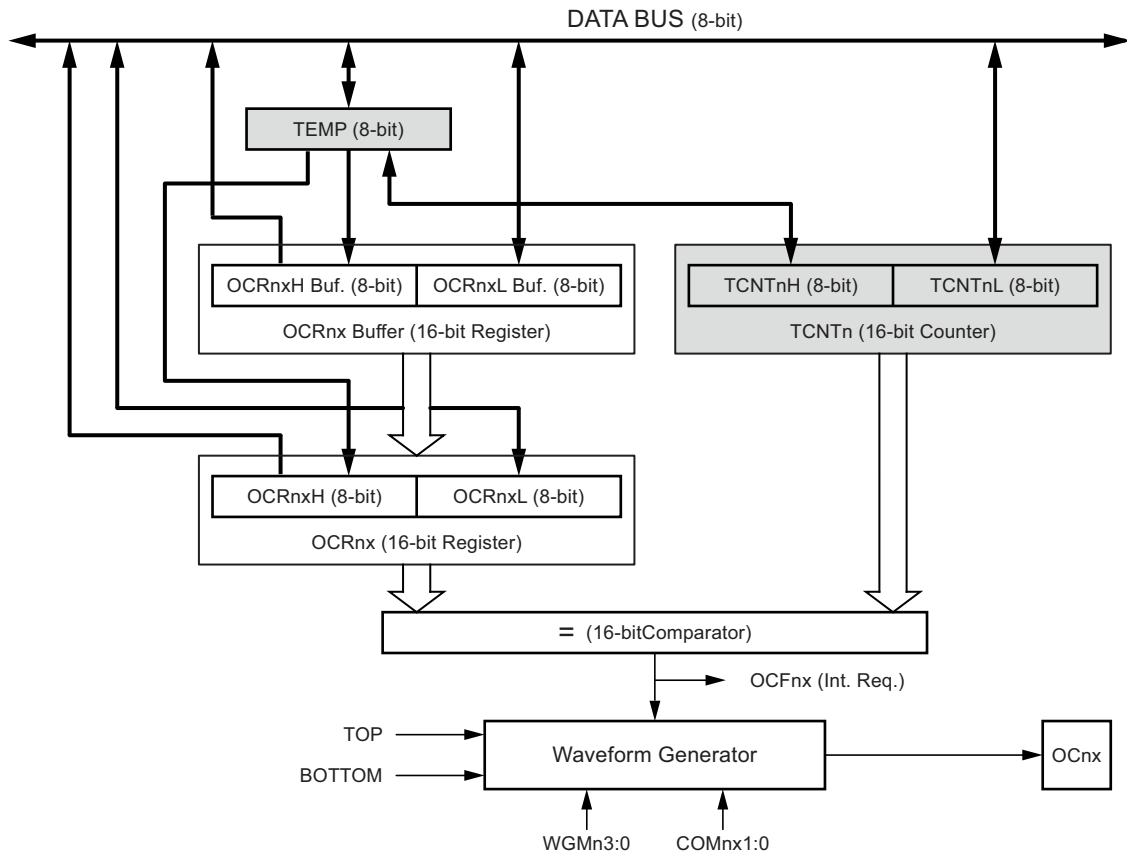 DATA BUS (8-bit)
TEMP (8-bit)
OCRnxH Buf. (8-bit)
OCRnxL Buf. (8-bit)
OCRnx Buffer (16-bit Register)
TCNTnH (8-bit)
TCNTnL (8-bit)
TCNTn (16-bit Counter)
OCRnxH (8-bit)
OCRnxL (8-bit)
OCRnx (16-bit Register)
= (16-bitComparator)
OCFnx (Int. Req.)
TOP
BOTTOM
Waveform Generator
OCnx
WGMn3:0
COMnx1:0